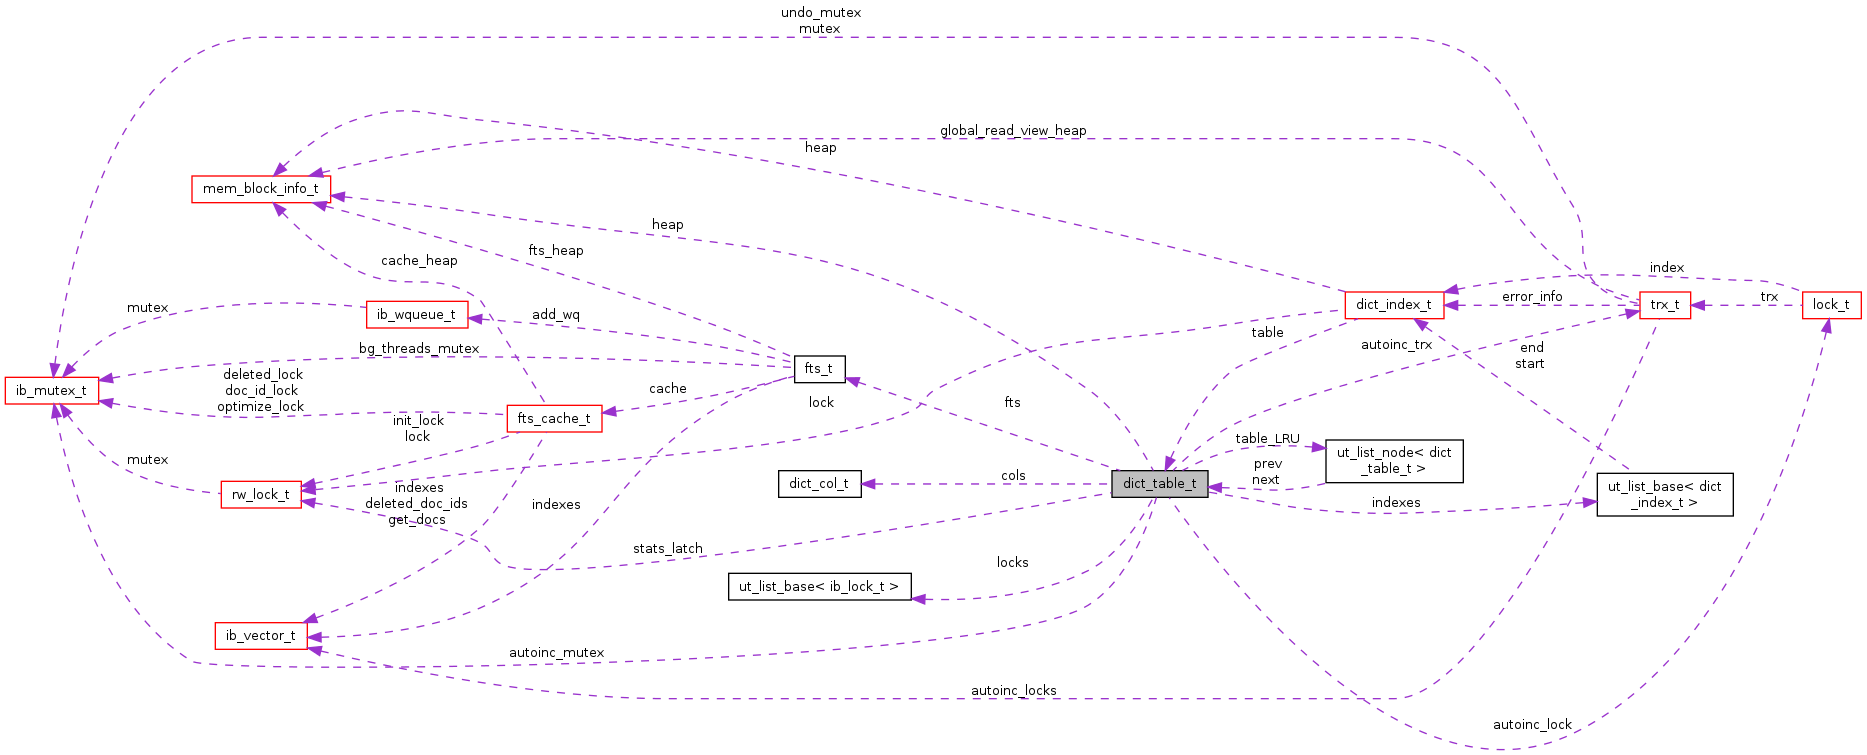 undo_mutex
mutex
global_read_view_heap
heap
mem_block_info_t
heap
fts_heap
cache_heap
index
dict_index_t
error_info
trx_t
trx
lock_t
mutex
ib_wqueue_t
add_wq
table
autoinc_trx
end
start
bg_threads_mutex
fts_t
ib_mutex_t
deleted_lock
doc_id_lock
optimize_lock
cache
lock
fts
fts_cache_t
init_lock
lock
table_LRU
ut_list_node< dict
_table_t >
mutex
prev
next
cols
dict_col_t
dict_table_t
rw_lock_t
indexes
deleted_doc_ids
get_docs
indexes
indexes
ut_list_base< dict
_index_t >
stats_latch
locks
ut_list_base< ib_lock_t >
ib_vector_t
autoinc_mutex
autoinc_locks
autoinc_lock